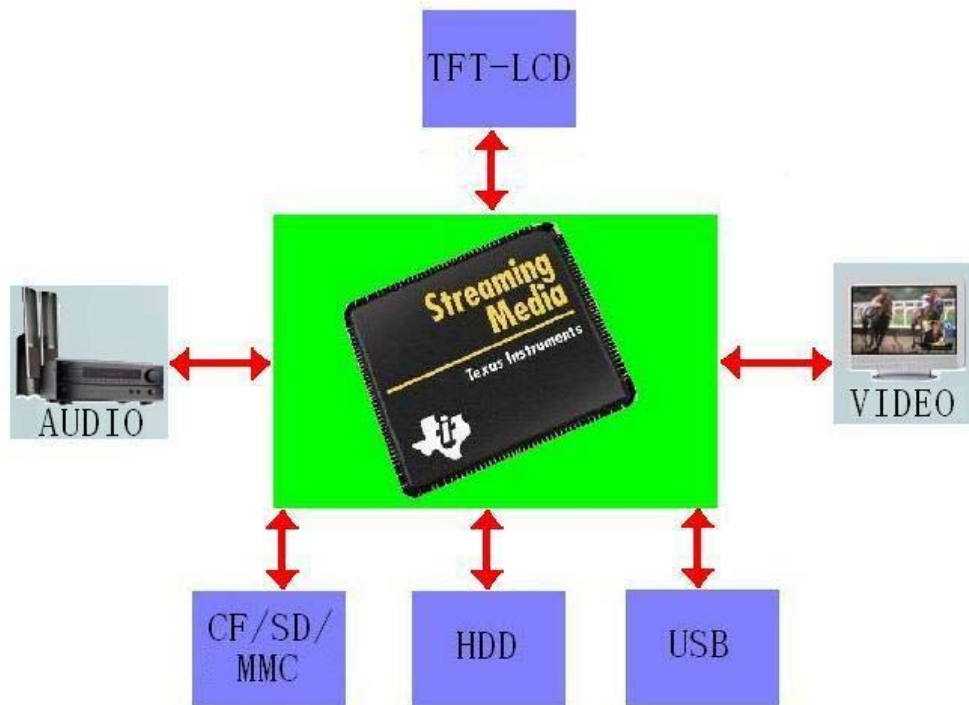 TFT-LCD
Streaming
Media
Texas Instruments
AUDIO
VIDEO
CF/SD/
MMC
HDD
USB